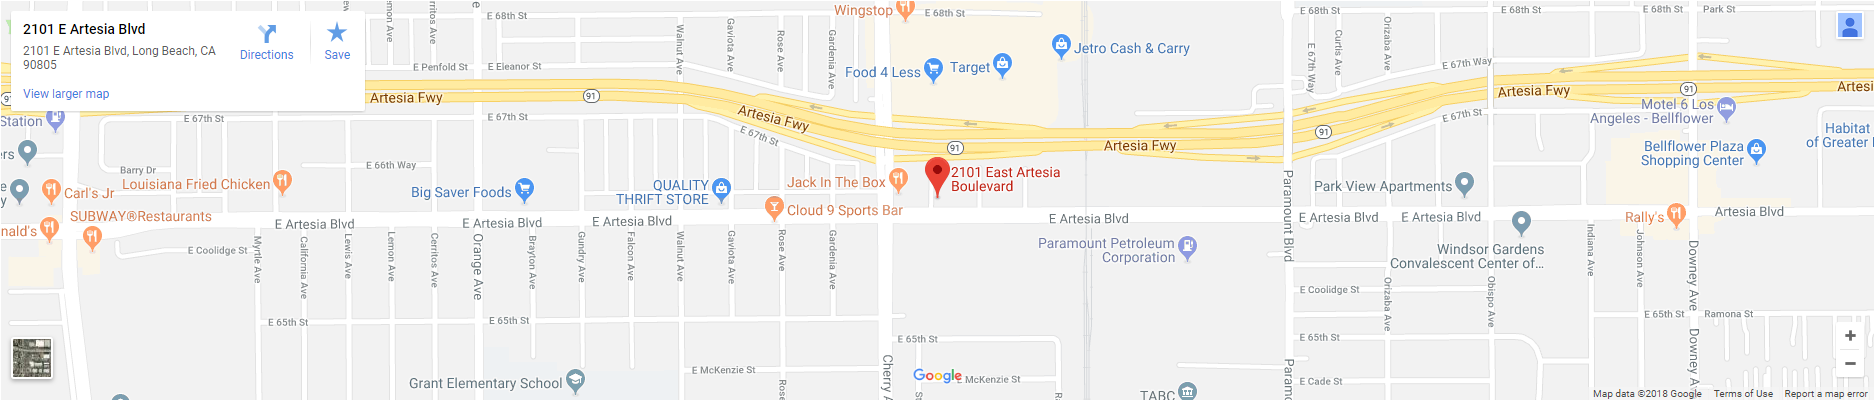 2101 E Artesia Blvd
2101 E Artesia Blvd, Long Beach, CA
90805
Directions
Save
View larger map
Wingstop
E 68th St
E 68th St
E 68th St
Park St
Jetro Cash & Carry
Food 4 Less
Target
E Penfold St
E Eleanor St
Walnut Ave
Gaviota Ave
Rose Ave
Gardenia Ave
E 67th Way
Curtis Ave
Orizaba Ave
E 67th Way
Artesia Fwy
91
Artesia Fwy
91
Artesia Fwy
91
Artesia Fwy
91
Station
E 67th St
E 67th St
E 67th St
E 67th St
Motel 6 Los
Angeles - Bellflower
Habitat
of Greater
Bellflower Plaza
Shopping Center
Barry Dr
E 66th Way
Louisiana Fried Chicken
Carl's Jr
SUBWAY®Restaurants
Big Saver Foods
QUALITY
THRIFT STORE
Jack In The Box
Cloud 9 Sports Bar
2101 East Artesia
Boulevard
Park View Apartments
Rally's
E Artesia Blvd
E Artesia Blvd
E Artesia Blvd
E Artesia Blvd
E Artesia Blvd
E Artesia Blvd
Artesia Blvd
Paramount Petroleum
Corporation
Windsor Gardens
Convalescent Center of...
E Coolidge St
Myrtle Ave
California Ave
Lewis Ave
Lemon Ave
Cerritos Ave
Orange Ave
Brayton Ave
Gundry Ave
Falcon Ave
Walnut Ave
Gaviota Ave
Rose Ave
Gardenia Ave
Paramount Blvd
E Coolidge St
Orizaba Ave
Obispo Ave
Indiana Ave
Johnson Ave
Downey Ave
E 65th St
E 65th St
E 65th St
E 65th St
E 65th St
Ramona St
Grant Elementary School
E McKenzie St
E McKenzie St
E Cade St
TABC
Google
Map data ©2018 Google
Terms of Use
Report a map error